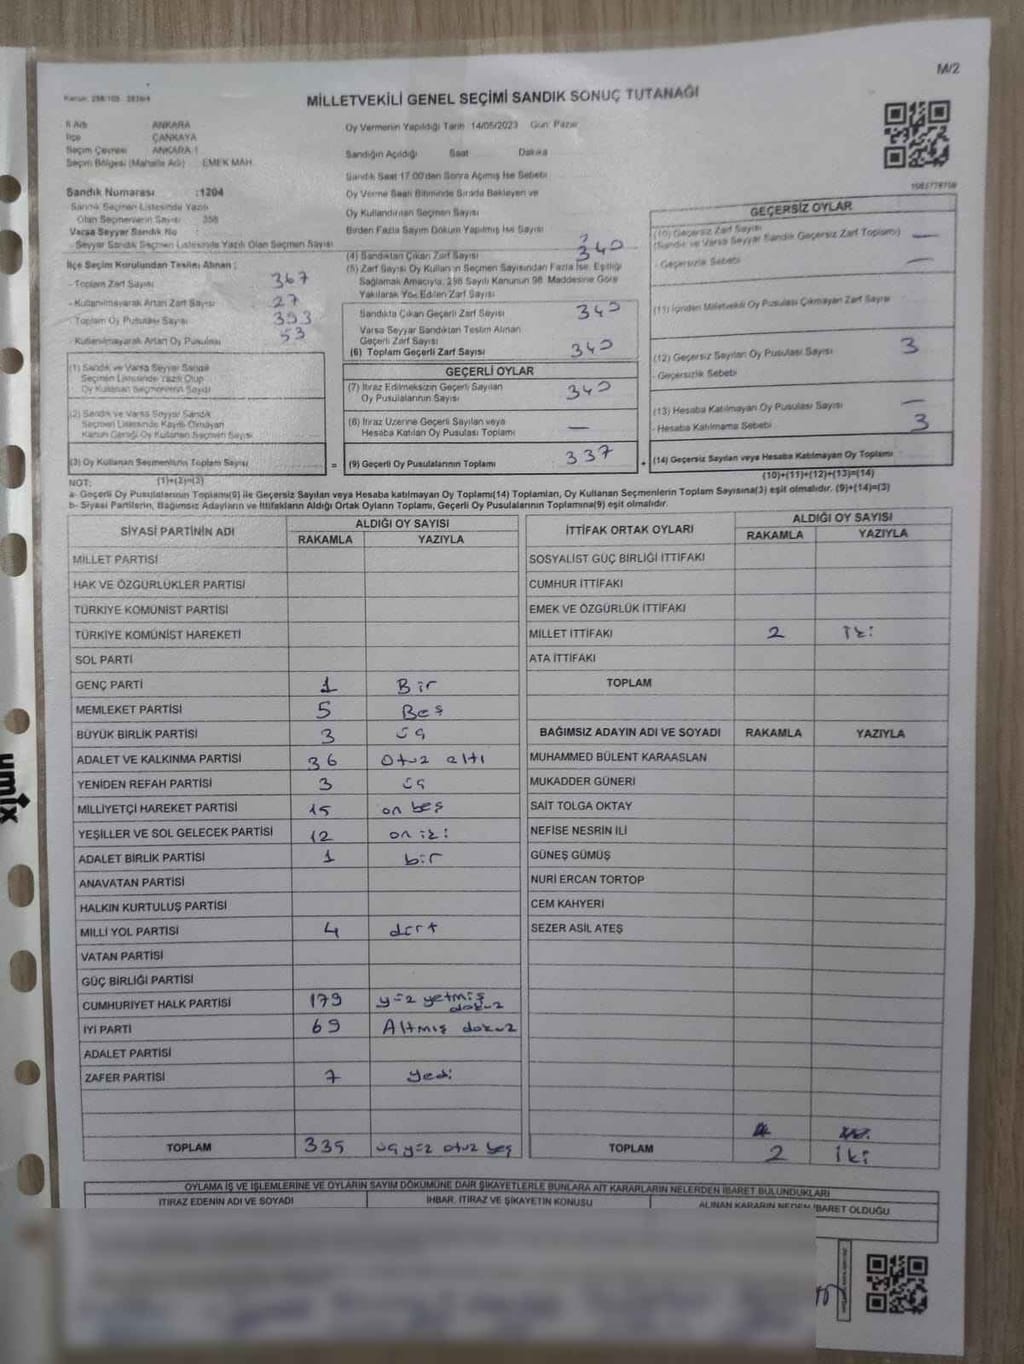 M/2
MİLLETVEKİLİ GENEL SEÇİMİ SANDIK SONUÇ TUTANAĞI
İl Adı ANKARA
İlçe ÇANKAYA
Seçim Çevresi ANKARA 1
Seçim Bölgesi (Mahalle Adı) EMEK MAH.
Sandık Numarası :1204
Sandık Seçmen Listesinde Yazılı
Olan Seçmenlerin Sayısı 358
Varsa Seyyar Sandık No :
Seyyar Sandık Seçmen Listesinde Yazılı Olan Seçmen Sayısı
İlçe Seçim Kurulundan Teslim Alınan :
- Toplam Zarf Sayısı 367
- Kullanılmayarak Artan Zarf Sayısı 27
- Toplam Oy Pusulası Sayısı 393
- Kullanılmayarak Artan Oy Pusulası 53
(1) Sandık ve Varsa Seyyar Sandık
Seçmen Listesinde Yazılı Olup
Oy Kullanan Seçmenlerin Sayısı
(2) Sandık ve Varsa Seyyar Sandık
Seçmen Listesinde Kayıtlı Olmayan
Kanun Gereği Oy Kullanan Seçmen Sayısı
(3) Oy Kullanan Seçmenlerin Toplam Sayısı
(1)+(2)=(3)
Oy Vermenin Yapıldığı Tarih 14/05/2023 Gün: Pazar
Sandığın Açıldığı Saat Dakika
Sandık Saat 17:00'den Sonra Açılmış İse Sebebi
Oy Verme Saati Bitiminde Sırada Bekleyen ve
Oy Kullandırılan Seçmen Sayısı
Birden Fazla Sayım Döküm Yapılmış İse Sayısı
(4) Sandıktan Çıkan Zarf Sayısı 340
(5) Zarf Sayısı Oy Kullanan Seçmen Sayısından Fazla İse, Eşitliği
Sağlamak Amacıyla, 298 Sayılı Kanunun 98. Maddesine Göre
Yakılarak Yok Edilen Zarf Sayısı
Sandıkta Çıkan Geçerli Zarf Sayısı 340
Varsa Seyyar Sandıktan Teslim Alınan
Geçerli Zarf Sayısı
(6) Toplam Geçerli Zarf Sayısı 340
GEÇERLİ OYLAR
(7) İtiraz Edilmeksizin Geçerli Sayılan
Oy Pusulalarının Sayısı 340
(8) İtiraz Üzerine Geçerli Sayılan veya
Hesaba Katılan Oy Pusulası Toplamı —
= (9) Geçerli Oy Pusulalarının Toplamı 337
GEÇERSİZ OYLAR
(10) Geçersiz Zarf Sayısı
(Sandık ve Varsa Seyyar Sandık Geçersiz Zarf Toplamı) —
- Geçersizlik Sebebi —
(11) İçinden Milletvekili Oy Pusulası Çıkmayan Zarf Sayısı
(12) Geçersiz Sayılan Oy Pusulası Sayısı 3
- Geçersizlik Sebebi
(13) Hesaba Katılmayan Oy Pusulası Sayısı —
- Hesaba Katılmama Sebebi 3
+ (14) Geçersiz Sayılan veya Hesaba Katılmayan Oy Toplamı
(10)+(11)+(12)+(13)=(14)
NOT:
a- Geçerli Oy Pusulalarının Toplamı(9) ile Geçersiz Sayılan veya Hesaba katılmayan Oy Toplamı(14) Toplamları, Oy Kullanan Seçmenlerin Toplam Sayısına(3) eşit olmalıdır. (9)+(14)=(3)
b- Siyasi Partilerin, Bağımsız Adayların ve İttifakların Aldığı Ortak Oyların Toplamı, Geçerli Oy Pusulalarının Toplamına(9) eşit olmalıdır.
SİYASİ PARTİNİN ADI ALDIĞI OY SAYISI
RAKAMLA YAZIYLA
MİLLET PARTİSİ
HAK VE ÖZGÜRLÜKLER PARTİSİ
TÜRKİYE KOMÜNİST PARTİSİ
TÜRKİYE KOMÜNİST HAREKETİ
SOL PARTİ
GENÇ PARTİ 1 Bir
MEMLEKET PARTİSİ 5 Beş
BÜYÜK BİRLİK PARTİSİ 3 üç
ADALET VE KALKINMA PARTİSİ 36 Otuz altı
YENİDEN REFAH PARTİSİ 3 üç
MİLLİYETÇİ HAREKET PARTİSİ 15 on beş
YEŞİLLER VE SOL GELECEK PARTİSİ 12 on iki
ADALET BİRLİK PARTİSİ 1 bir
ANAVATAN PARTİSİ
HALKIN KURTULUŞ PARTİSİ
MİLLİ YOL PARTİSİ 4 dört
VATAN PARTİSİ
GÜÇ BİRLİĞİ PARTİSİ
CUMHURİYET HALK PARTİSİ 179 yüz yetmiş dokuz
İYİ PARTİ 69 Altmış dokuz
ADALET PARTİSİ
ZAFER PARTİSİ 7 yedi
TOPLAM 335 üç yüz otuz beş
İTTİFAK ORTAK OYLARI ALDIĞI OY SAYISI
RAKAMLA YAZIYLA
SOSYALİST GÜÇ BİRLİĞİ İTTİFAKI
CUMHUR İTTİFAKI
EMEK VE ÖZGÜRLÜK İTTİFAKI
MİLLET İTTİFAKI 2 iki
ATA İTTİFAKI
TOPLAM
BAĞIMSIZ ADAYIN ADI VE SOYADI RAKAMLA YAZIYLA
MUHAMMED BÜLENT KARAASLAN
MUKADDER GÜNERİ
SAİT TOLGA OKTAY
NEFİSE NESRİN İLİ
GÜNEŞ GÜMÜŞ
NURİ ERCAN TORTOP
CEM KAHYERİ
SEZER ASİL ATEŞ
TOPLAM 2 iki
OYLAMA İŞ VE İŞLEMLERİNE VE OYLARIN SAYIM DÖKÜMÜNE DAİR ŞİKAYETLERLE BUNLARA AİT KARARLARIN NELERDEN İBARET BULUNDUKLARI
İTİRAZ EDENİN ADI VE SOYADI İHBAR, İTİRAZ VE ŞİKAYETİN KONUSU ALINAN KARARIN NEDEN İBARET OLDUĞU
umix